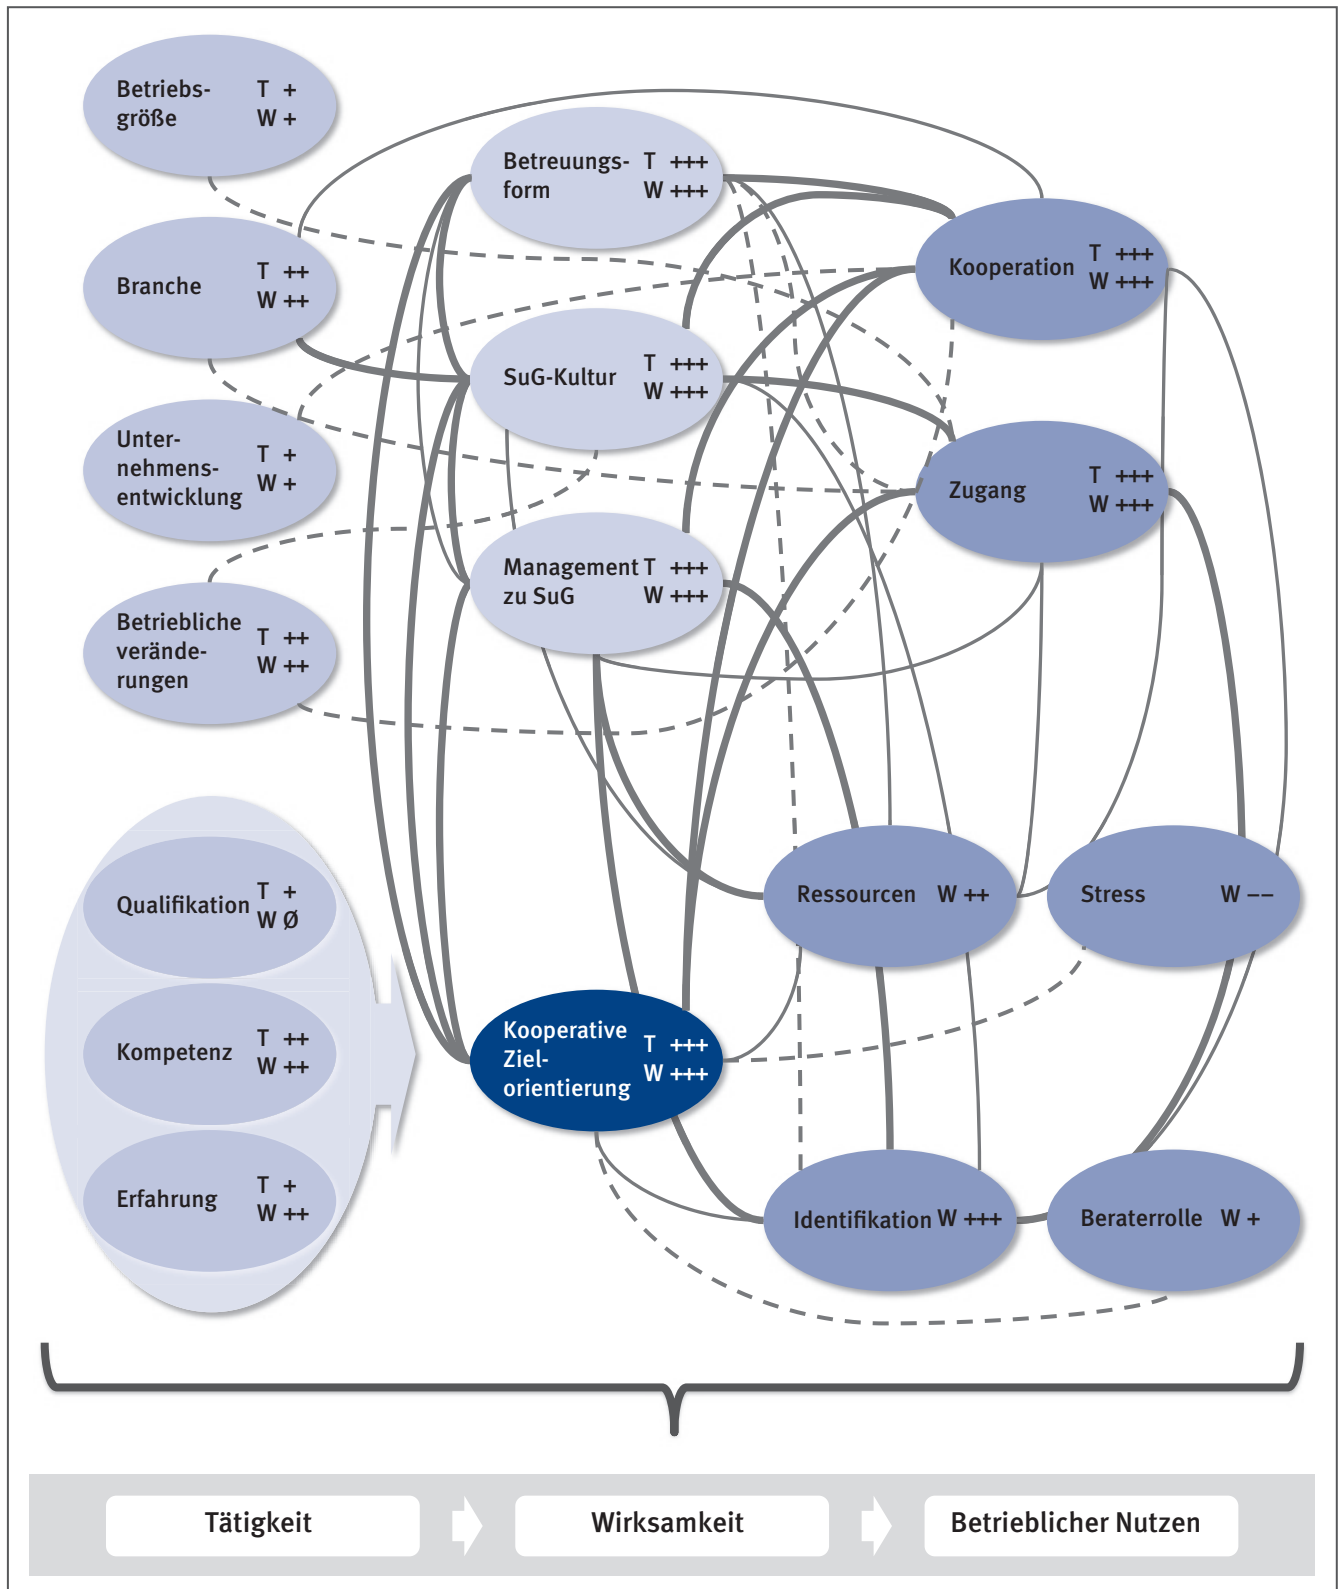 Betriebs-
größe
T +
W +
Branche
T ++
W ++
Unter-
nehmens-
entwicklung
T +
W +
Betriebliche
verände-
rungen
T ++
W ++
Qualifikation
T +
W Ø
Kompetenz
T ++
W ++
Erfahrung
T +
W ++
Betreuungs-
form
T +++
W +++
SuG-Kultur
T +++
W +++
Management
zu SuG
T +++
W +++
Kooperative
Ziel-
orientierung
T +++
W +++
Kooperation
T +++
W +++
Zugang
T +++
W +++
Ressourcen W ++
Stress W −−
Identifikation W +++
Beraterrolle W +
Tätigkeit
Wirksamkeit
Betrieblicher Nutzen